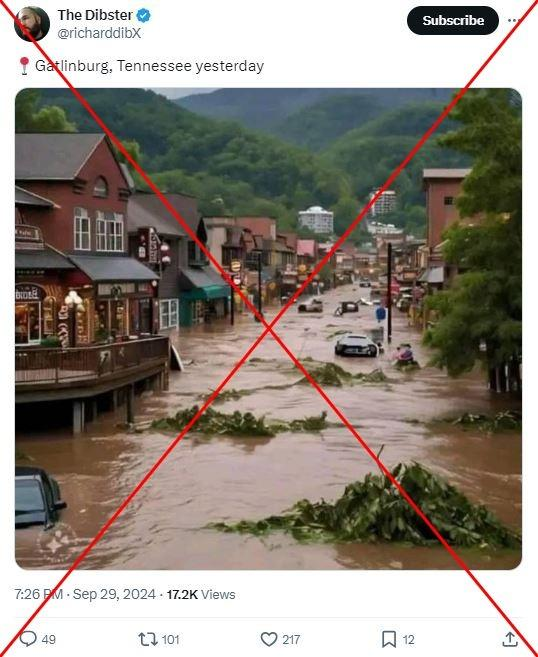 The Dibster
@richarddibX
Subscribe
Gatlinburg, Tennessee yesterday
7:26 PM · Sep 29, 2024 · 17.2K Views
49 101 217 12